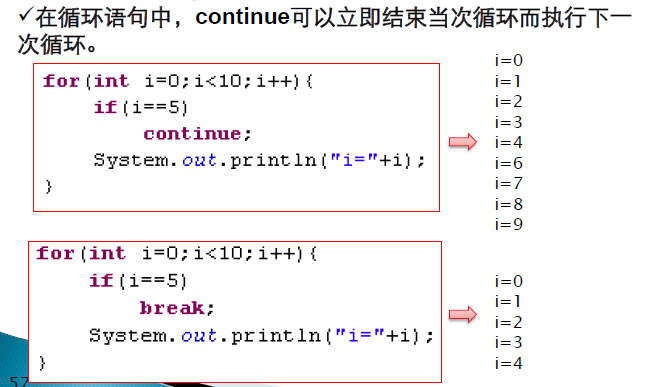 ✓在循环语句中，continue可以立即结束当次循环而执行下一
次循环。
for(int i=0;i<10;i++){
if(i==5)
continue;
System.out.println("i="+i);
}
i=0
i=1
i=2
i=3
i=4
i=6
i=7
i=8
i=9
for(int i=0;i<10;i++){
if(i==5)
break;
System.out.println("i="+i);
}
i=0
i=1
i=2
i=3
i=4
57